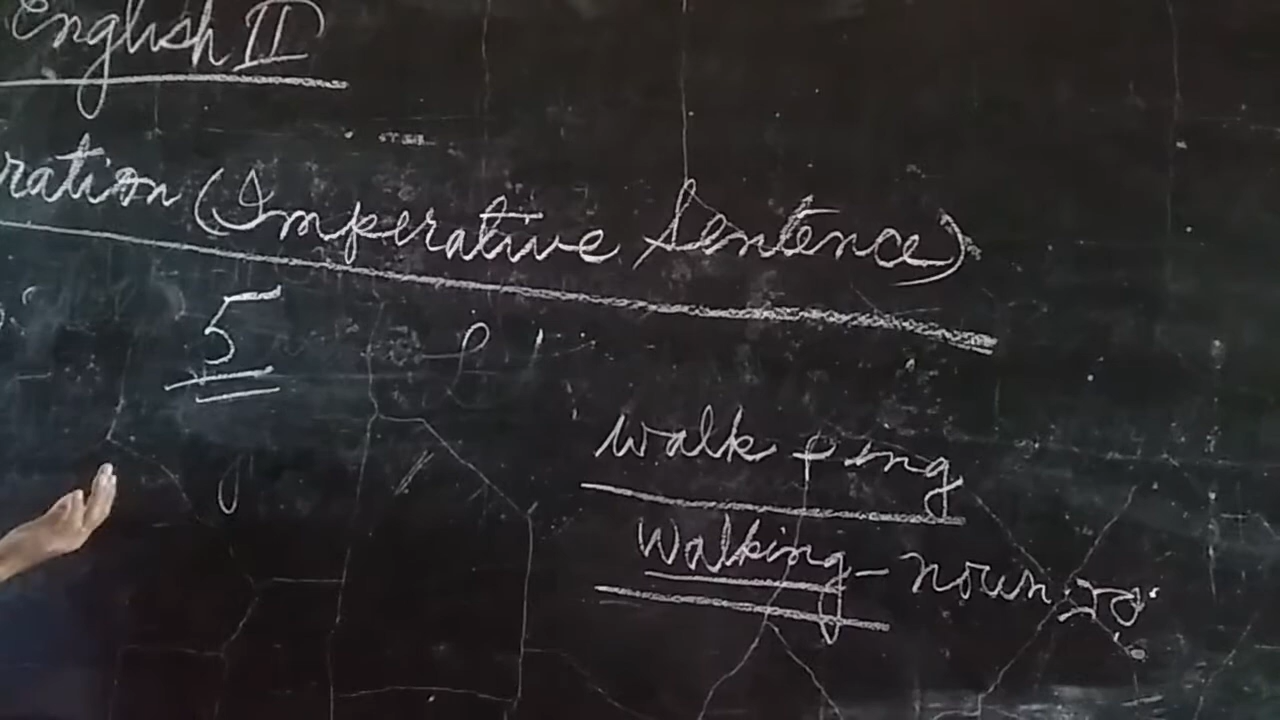 English II
ration (Imperative Sentence)
5
walk + ing
Walking - noun